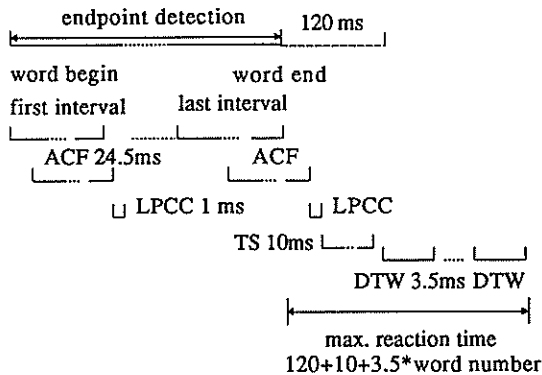 endpoint detection
120 ms
word begin
word end
first interval
last interval
ACF 24.5ms
ACF
LPCC 1 ms
LPCC
TS 10ms
DTW 3.5ms DTW
max. reaction time
120+10+3.5*word number